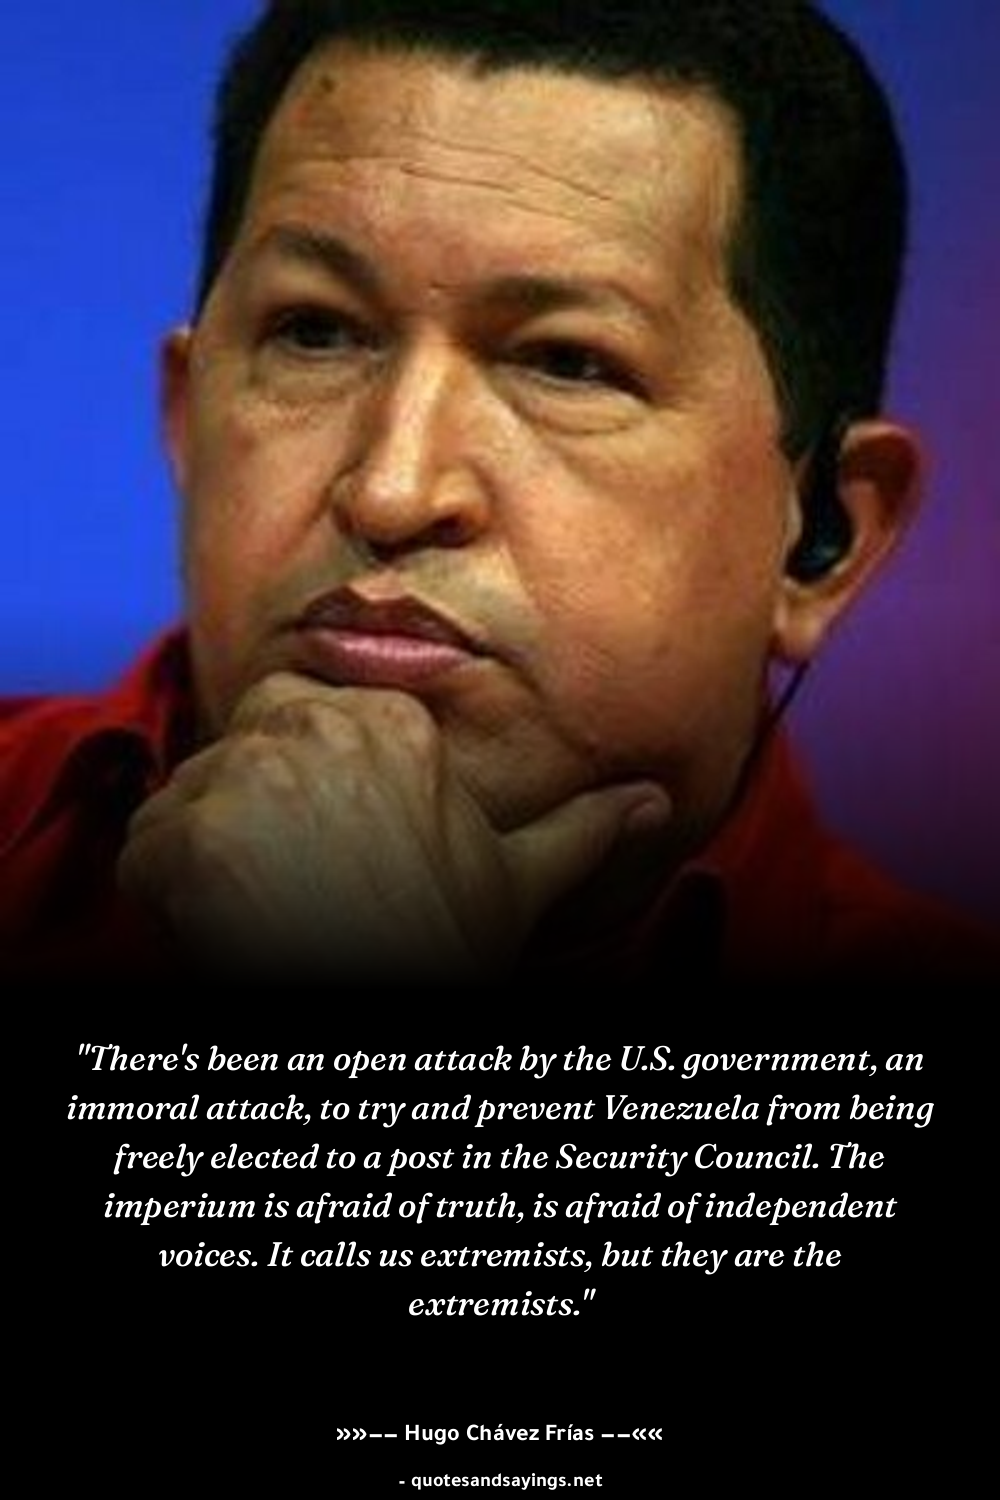 "There's been an open attack by the U.S. government, an
immoral attack, to try and prevent Venezuela from being
freely elected to a post in the Security Council. The
imperium is afraid of truth, is afraid of independent
voices. It calls us extremists, but they are the
extremists."
»»−− Hugo Chávez Frías −−««
- quotesandsayings.net